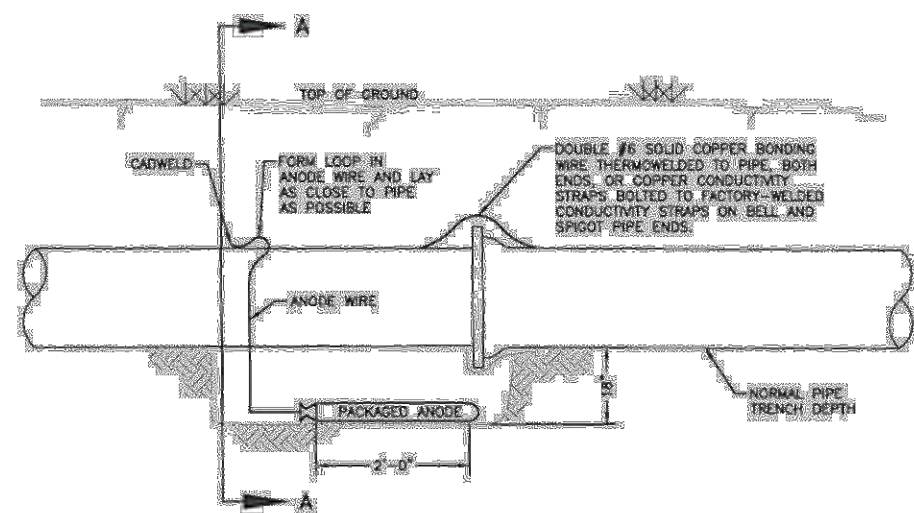 A
TOP OF GROUND
CADWELD
FORM LOOP IN
ANODE WIRE AND LAY
AS CLOSE TO PIPE
AS POSSIBLE
DOUBLE #6 SOLID COPPER BONDING
WIRE THERMOWELDED TO PIPE, BOTH
ENDS, OR COPPER CONDUCTIVITY
STRAPS BOLTED TO FACTORY-WELDED
CONDUCTIVITY STRAPS ON BELL AND
SPIGOT PIPE ENDS.
ANODE WIRE
NORMAL PIPE
TRENCH DEPTH
PACKAGED ANODE
2'-0"
A